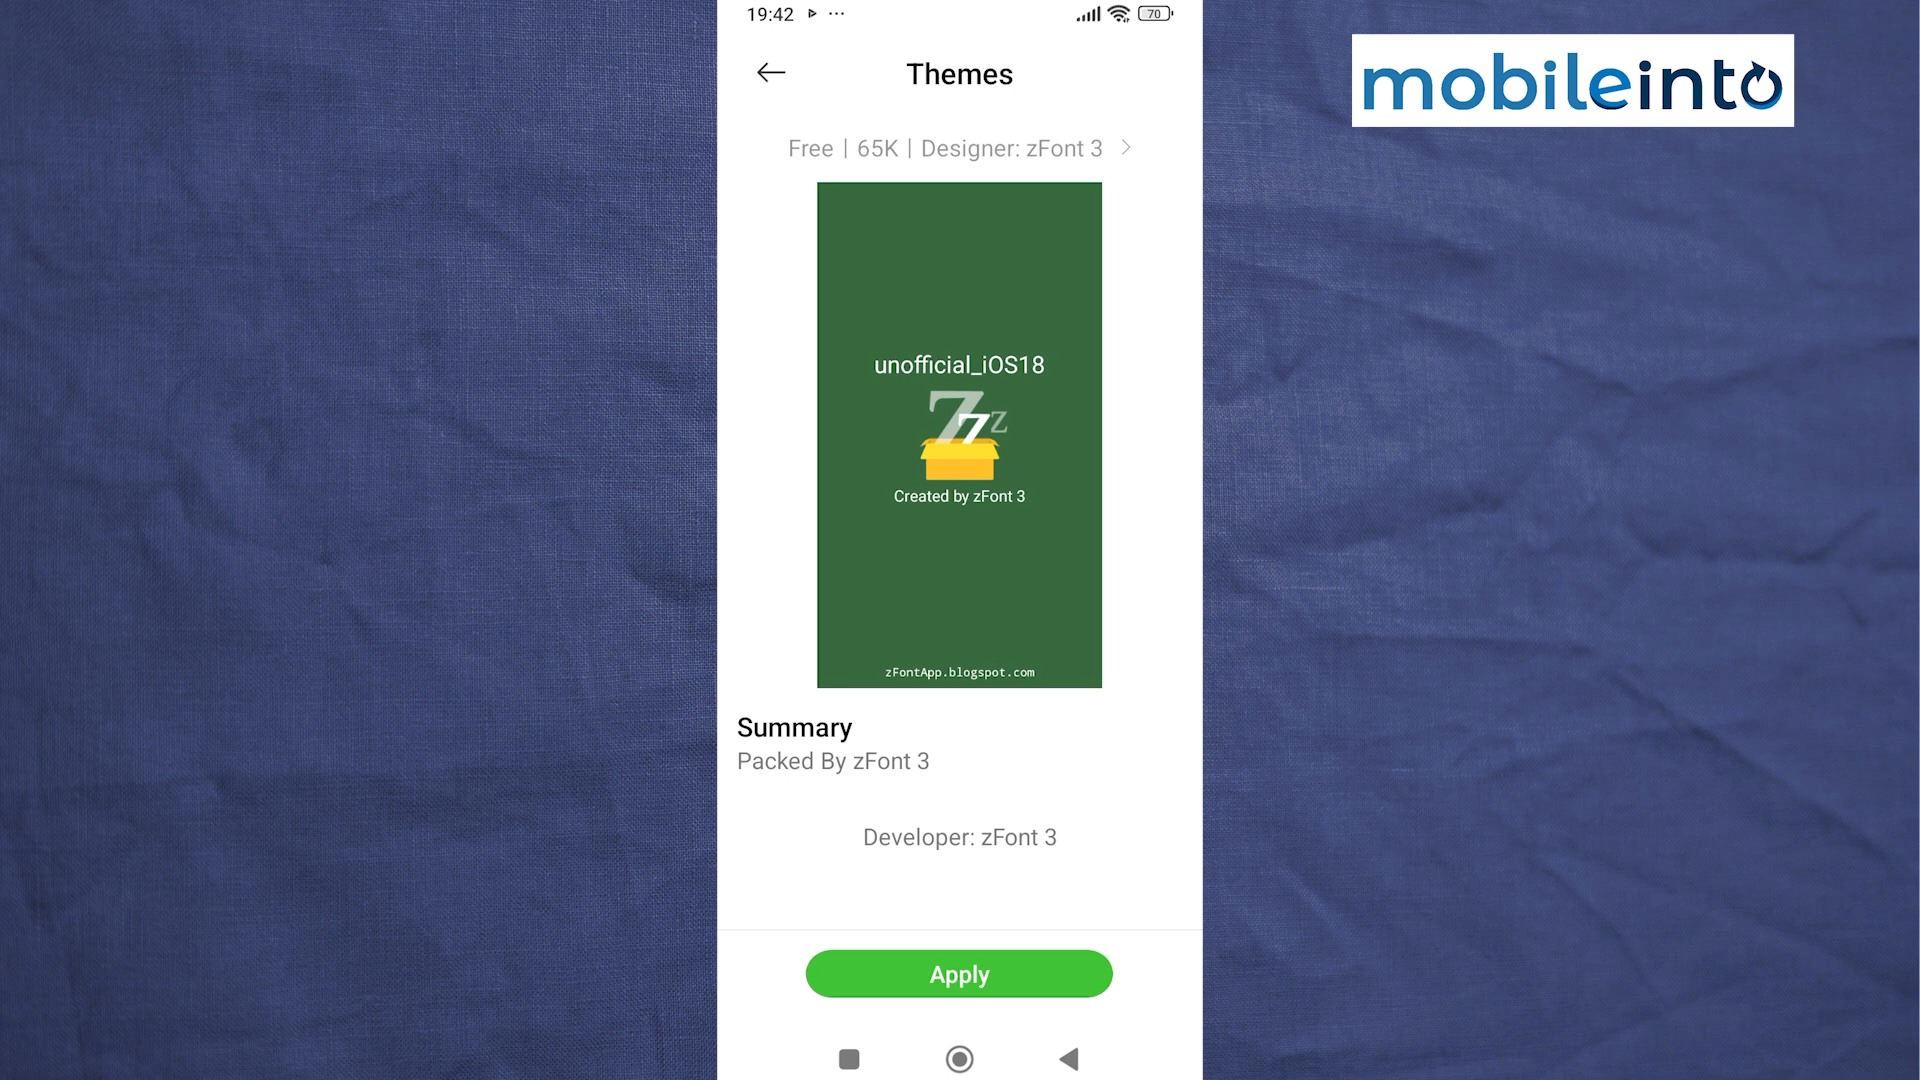 19:42
70
mobileinto
Themes
Free | 65K | Designer: zFont 3
unofficial_iOS18
Zzz
Created by zFont 3
zFontApp.blogspot.com
Summary
Packed By zFont 3
Developer: zFont 3
Apply